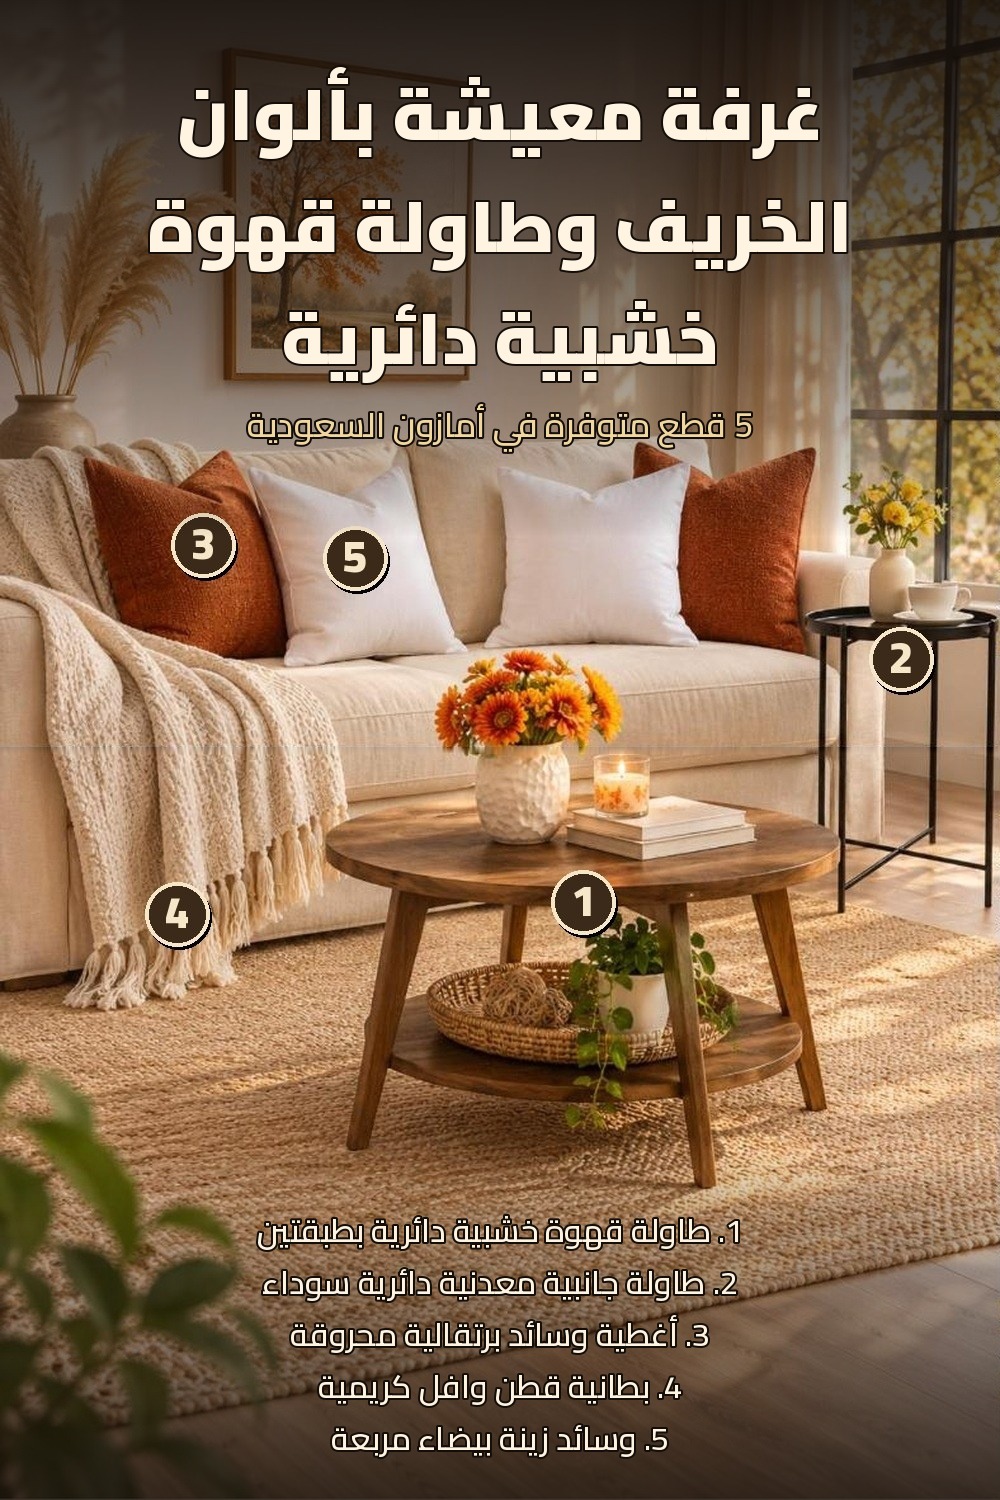 غرفة معيشة بألوان
الخريف وطاولة قهوة
خشبية دائرية
5 قطع متوفرة في أمازون السعودية
3
5
2
1
4
1. طاولة قهوة خشبية دائرية بطبقتين
2. طاولة جانبية معدنية دائرية سوداء
3. أغطية وسائد برتقالية محروقة
4. بطانية قطن وافل كريمية
5. وسائد زينة بيضاء مربعة